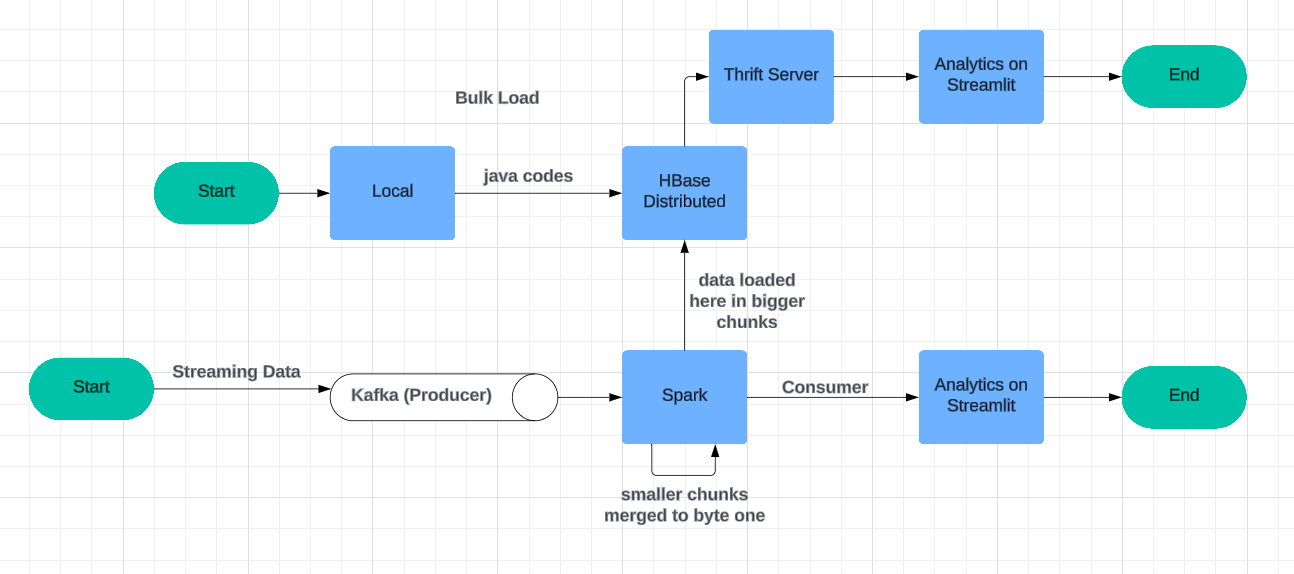 Thrift Server
Analytics on
Streamlit
End
Bulk Load
Start
Local
java codes
HBase
Distributed
data loaded
here in bigger
chunks
Start
Streaming Data
Kafka (Producer)
Spark
Consumer
Analytics on
Streamlit
End
smaller chunks
merged to byte one